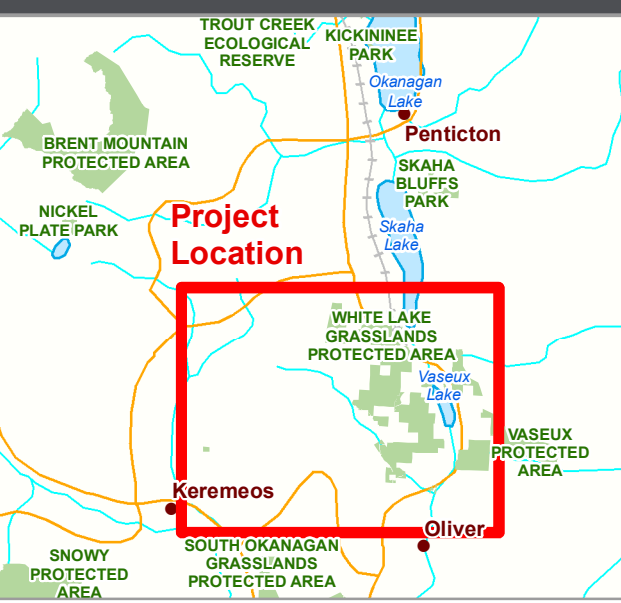 TROUT CREEK
ECOLOGICAL
RESERVE
KICKININEE
PARK
Okanagan
Lake
Penticton
BRENT MOUNTAIN
PROTECTED AREA
SKAHA
BLUFFS
PARK
NICKEL
PLATE PARK
Project
Location
Skaha
Lake
WHITE LAKE
GRASSLANDS
PROTECTED AREA
Vaseux
Lake
VASEUX
PROTECTED
AREA
Keremeos
Oliver
SNOWY
PROTECTED
AREA
SOUTH OKANAGAN
GRASSLANDS
PROTECTED AREA